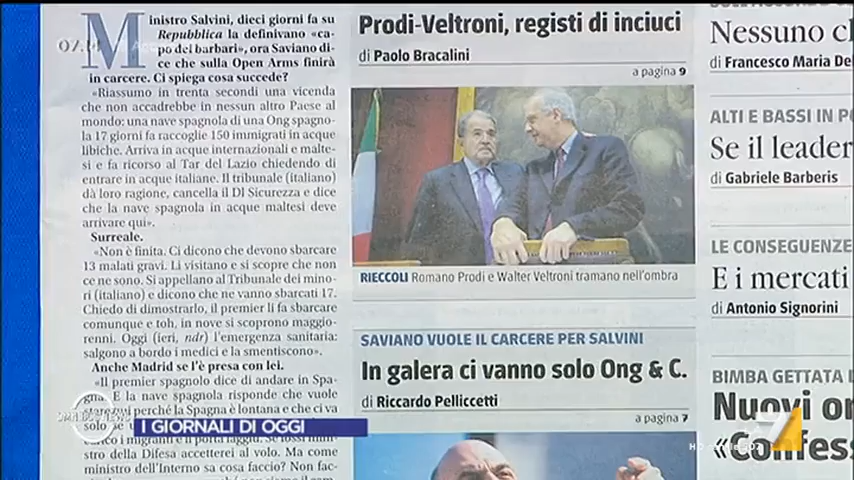 Ministro Salvini, dieci giorni fa su
Repubblica la definivano «ca-
po dei barbari», ora Saviano di-
ce che sulla Open Arms finirà
in carcere. Ci spiega cosa succede?
«Riassumo in trenta secondi una vicenda
che non accadrebbe in nessun altro Paese al
mondo: una nave spagnola di una Ong spagno-
la 17 giorni fa raccoglie 150 immigrati in acque
libiche. Arriva in acque internazionali e malte-
si e fa ricorso al Tar del Lazio chiedendo di
entrare in acque italiane. Il tribunale (italiano)
dà loro ragione, cancella il Dl Sicurezza e dice
che la nave spagnola in acque maltesi deve
arrivare qui».
Surreale.
«Non è finita. Ci dicono che devono sbarcare
13 malati gravi. Li visitano e si scopre che non
ce ne sono. Si appellano al Tribunale dei mino-
ri (italiano) e dicono che ne vanno sbarcati 17.
Chiedo di dimostrarlo, il premier li fa sbarcare
comunque e toh, in nove si scoprono maggio-
renni. Oggi (ieri, ndr) l'emergenza sanitaria:
salgono a bordo i medici e la smentiscono».
Anche Madrid se l'è presa con lei.
«Il premier spagnolo dice di andare in Spa-
gna. E la nave spagnola risponde che vuole
perché la Spagna è lontana e che ci va
solo se
stro della Difesa accetterei al volo. Ma come
ministro dell'Interno sa cosa faccio? Non fac-
Prodi-Veltroni, registi di inciuci
di Paolo Bracalini
a pagina 9
RIECCOLI Romano Prodi e Walter Veltroni tramano nell'ombra
SAVIANO VUOLE IL CARCERE PER SALVINI
In galera ci vanno solo Ong & C.
di Riccardo Pelliccetti
a pagina 7
Nessuno
di Francesco Maria De
ALTI E BASSI IN
Se il leader
di Gabriele Barberis
LE CONSEGUENZE
E i mercati
di Antonio Signorini
BIMBA GETTATA
Nuovi
«Confess
I GIORNALI DI OGGI